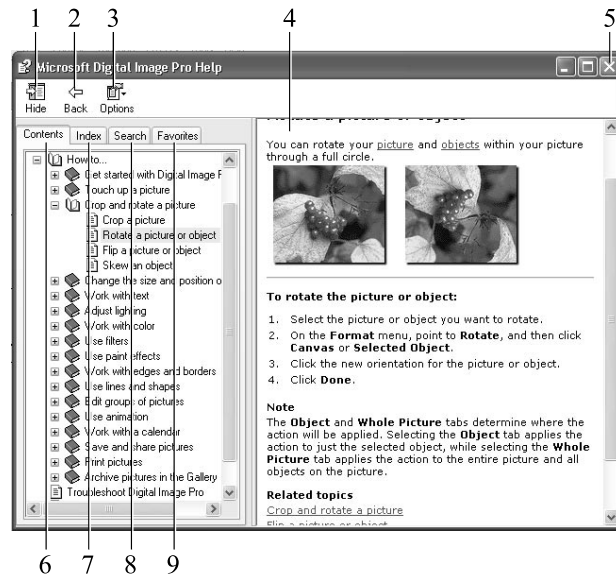 1 2 3 4 5
Microsoft Digital Image Pro Help
Hide Back Options
Contents Index Search Favorites
How to...
Get started with Digital Image F
Touch up a picture
Crop and rotate a picture
Crop a picture
Rotate a picture or object
Flip a picture or object
Skew an object
Change the size and position o
Work with text
Adjust lighting
Work with color
Use filters
Use paint effects
Work with edges and borders
Use lines and shapes
Edit groups of pictures
Use animation
Work with a calendar
Save and share pictures
Print pictures
Archive pictures in the Gallery
Troubleshoot Digital Image Pro
Rotate a picture or object
You can rotate your picture and objects within your picture
through a full circle.
To rotate the picture or object:
1. Select the picture or object you want to rotate.
2. On the Format menu, point to Rotate, and then click
Canvas or Selected Object.
3. Click the new orientation for the picture or object.
4. Click Done.
Note
The Object and Whole Picture tabs determine where the
action will be applied. Selecting the Object tab applies the
action to just the selected object, while selecting the Whole
Picture tab applies the action to the entire picture and all
objects on the picture.
Related topics
Crop and rotate a picture
Flip a picture or object
6 7 8 9